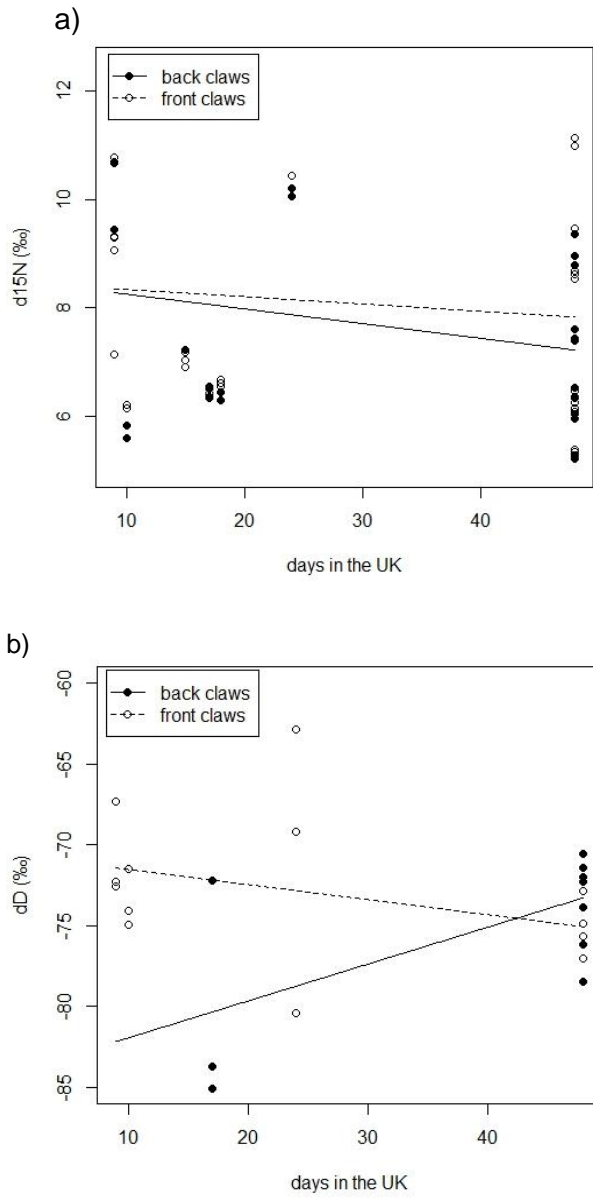 a)
back claws
front claws
12
10
8
6
d15N (‰)
10 20 30 40
days in the UK
b)
back claws
front claws
-60
-65
-70
-75
-80
-85
dD (‰)
10 20 30 40
days in the UK